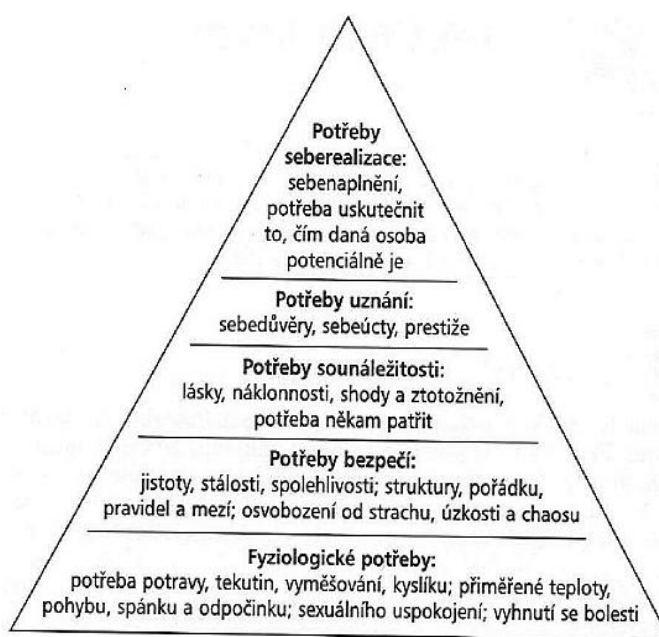 Potřeby
seberealizace:
sebenaplnění,
potřeba uskutečnit
to, čím daná osoba
potenciálně je
Potřeby uznání:
sebedůvěry, sebeúcty, prestiže
Potřeby sounáležitosti:
lásky, náklonnosti, shody a ztotožnění,
potřeba někam patřit
Potřeby bezpečí:
jistoty, stálosti, spolehlivosti; struktury, pořádku,
pravidel a mezí; osvobození od strachu, úzkosti a chaosu
Fyziologické potřeby:
potřeba potravy, tekutin, vyměšování, kyslíku; přiměřené teploty,
pohybu, spánku a odpočinku; sexuálního uspokojení; vyhnutí se bolesti